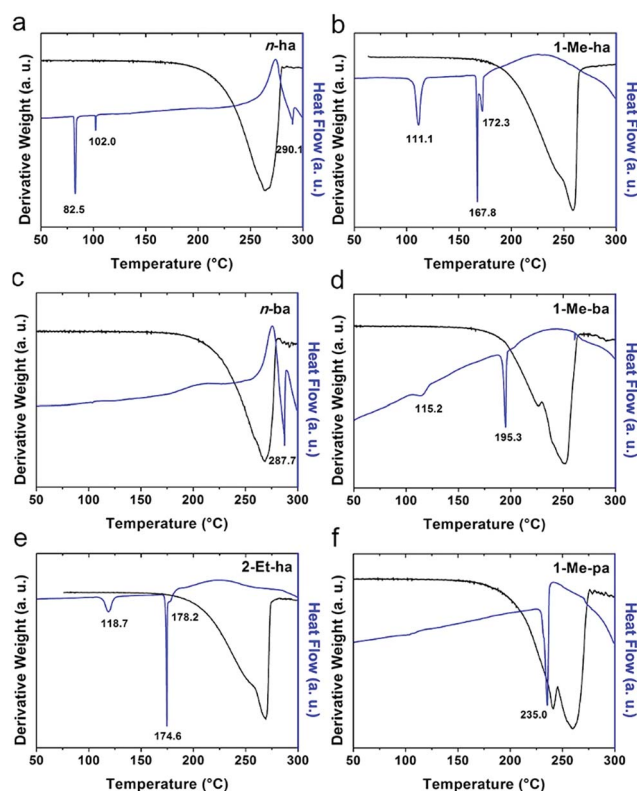 a
n-ha
102.0
82.5
290.1
Derivative Weight (a. u.)
Heat Flow (a. u.)
50 100 150 200 250 300
Temperature (°C)
b
1-Me-ha
111.1
172.3
167.8
Derivative Weight (a. u.)
Heat Flow (a. u.)
50 100 150 200 250 300
Temperature (°C)
c
n-ba
287.7
Derivative Weight (a. u.)
Heat Flow (a. u.)
50 100 150 200 250 300
Temperature (°C)
d
1-Me-ba
115.2
195.3
Derivative Weight (a. u.)
Heat Flow (a. u.)
50 100 150 200 250 300
Temperature (°C)
e
2-Et-ha
118.7
178.2
174.6
Derivative Weight (a. u.)
Heat Flow (a. u.)
50 100 150 200 250 300
Temperature (°C)
f
1-Me-pa
235.0
Derivative Weight (a. u.)
Heat Flow (a. u.)
50 100 150 200 250 300
Temperature (°C)